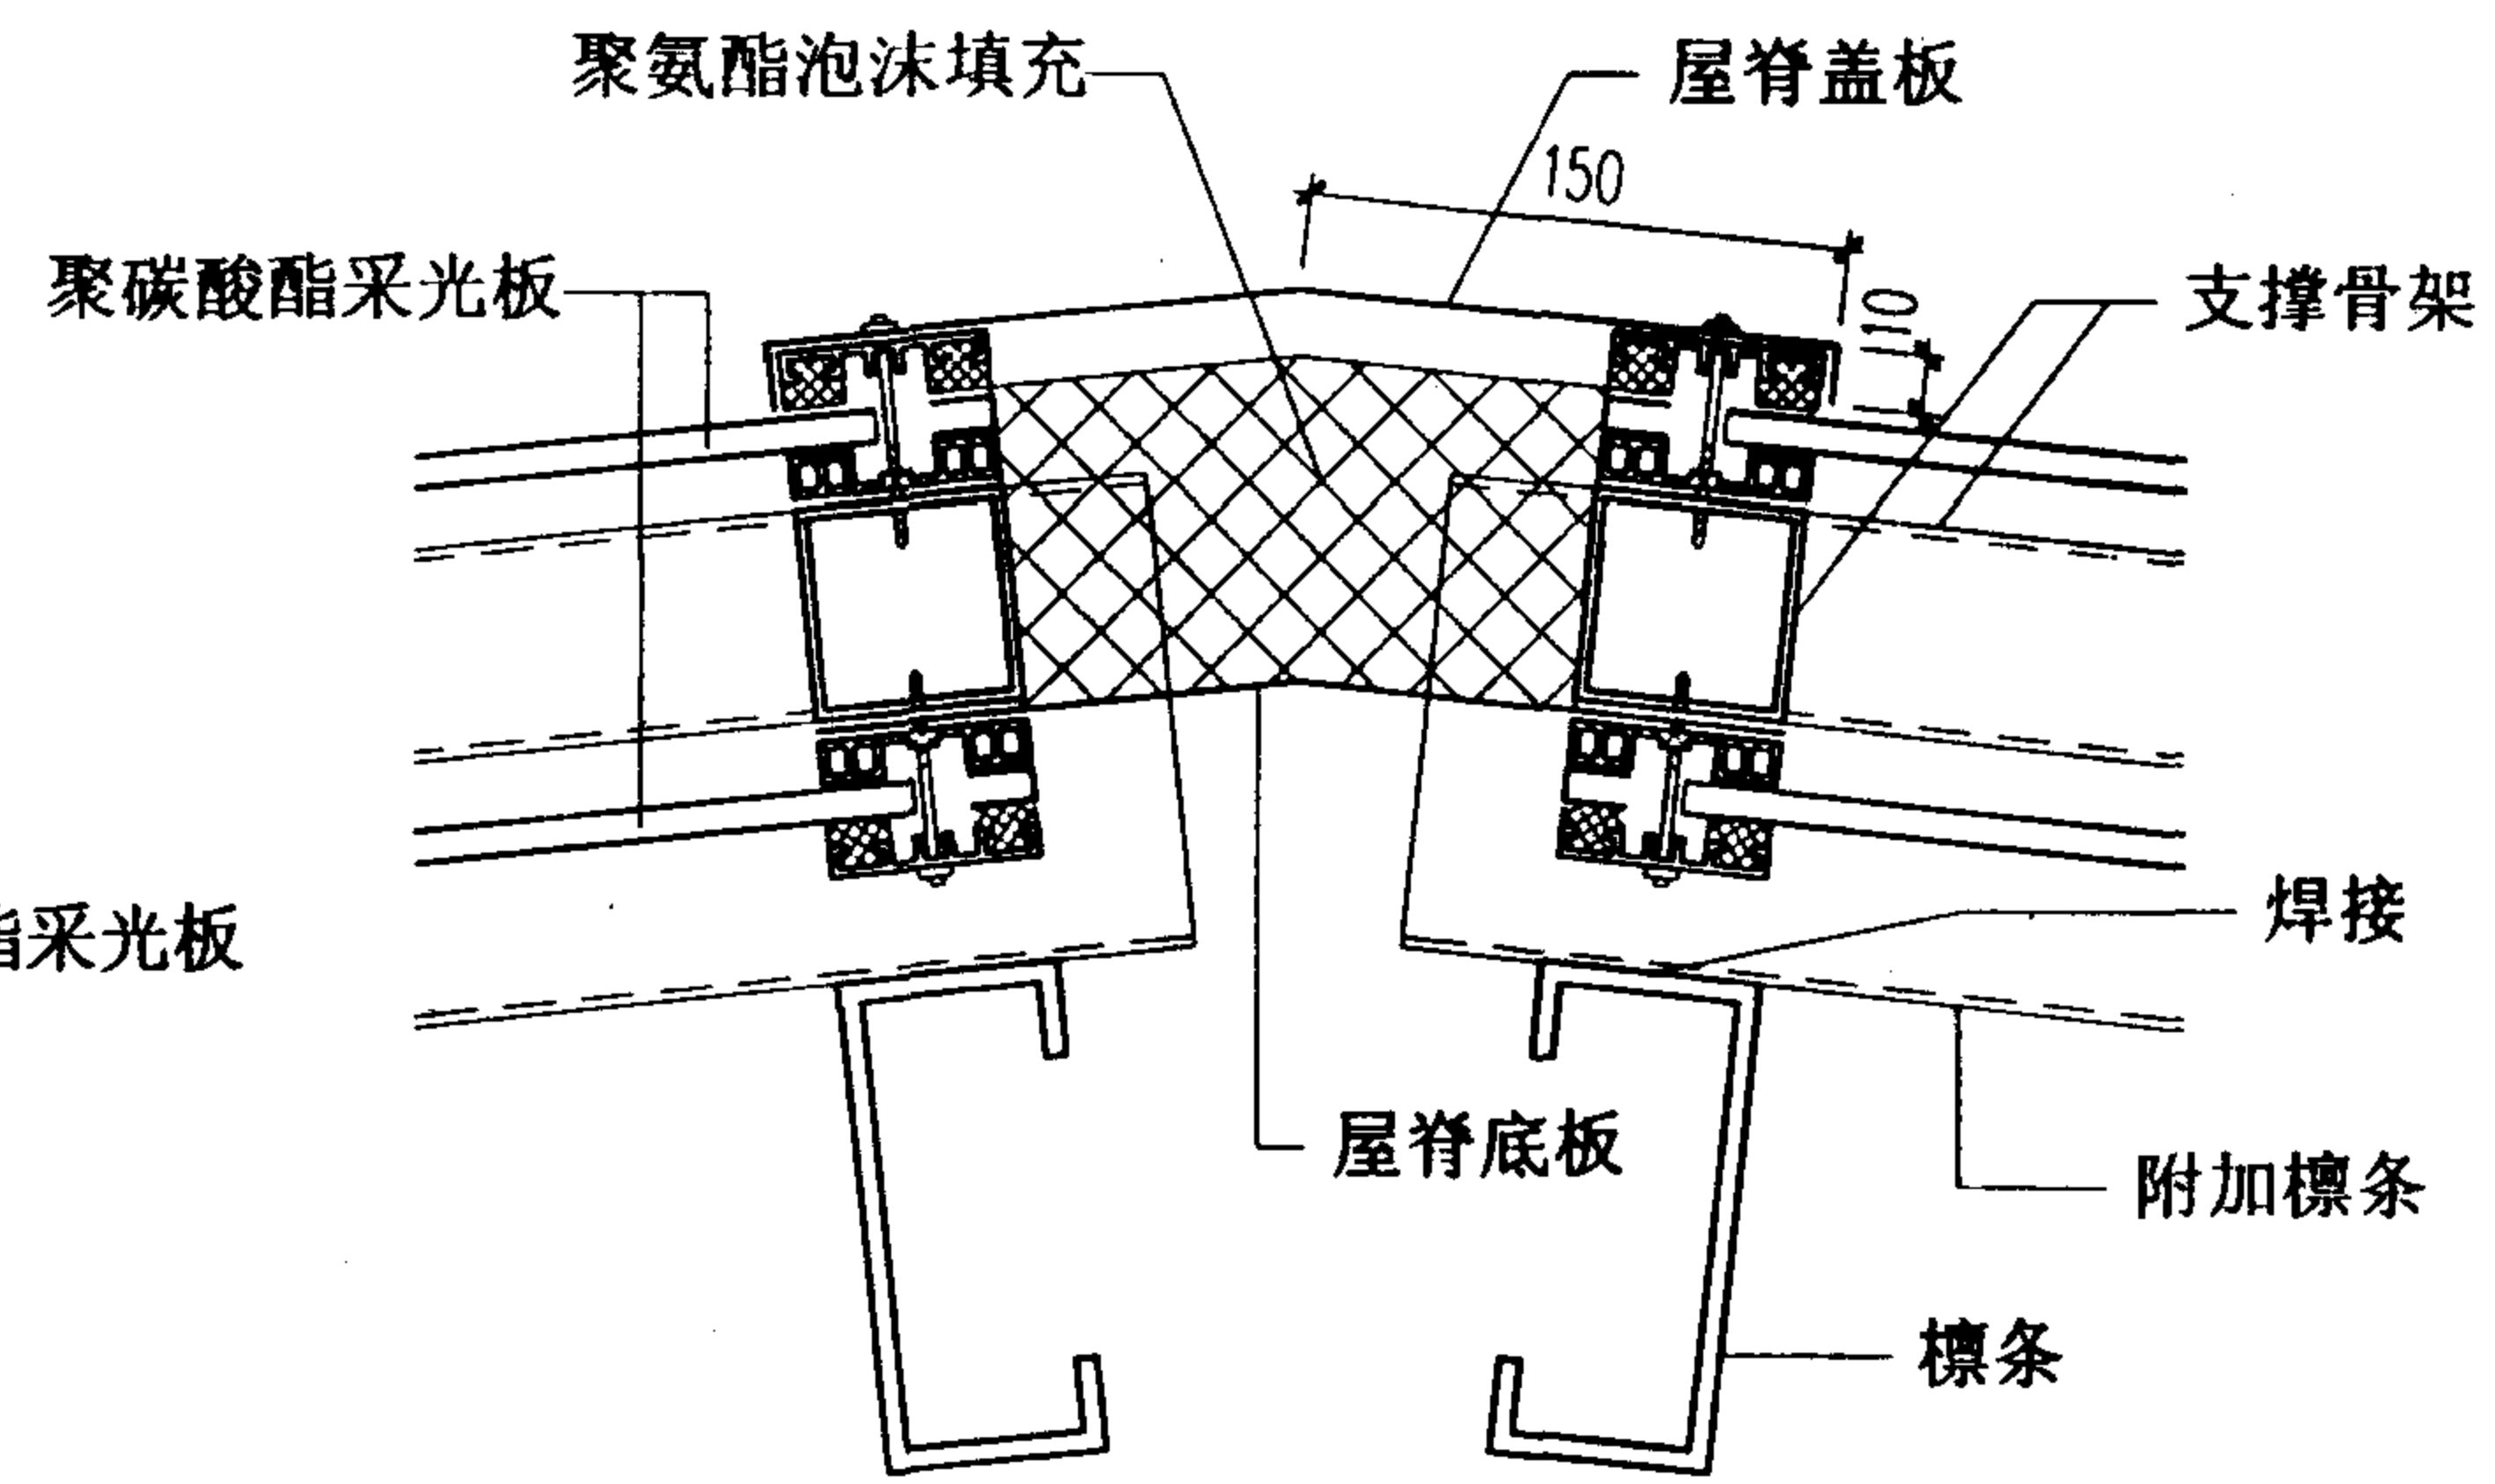 聚氨酯泡沫填充
屋脊盖板
150
聚碳酸酯采光板
10
支撑骨架
酯采光板
焊接
屋脊底板
附加檩条
檩条